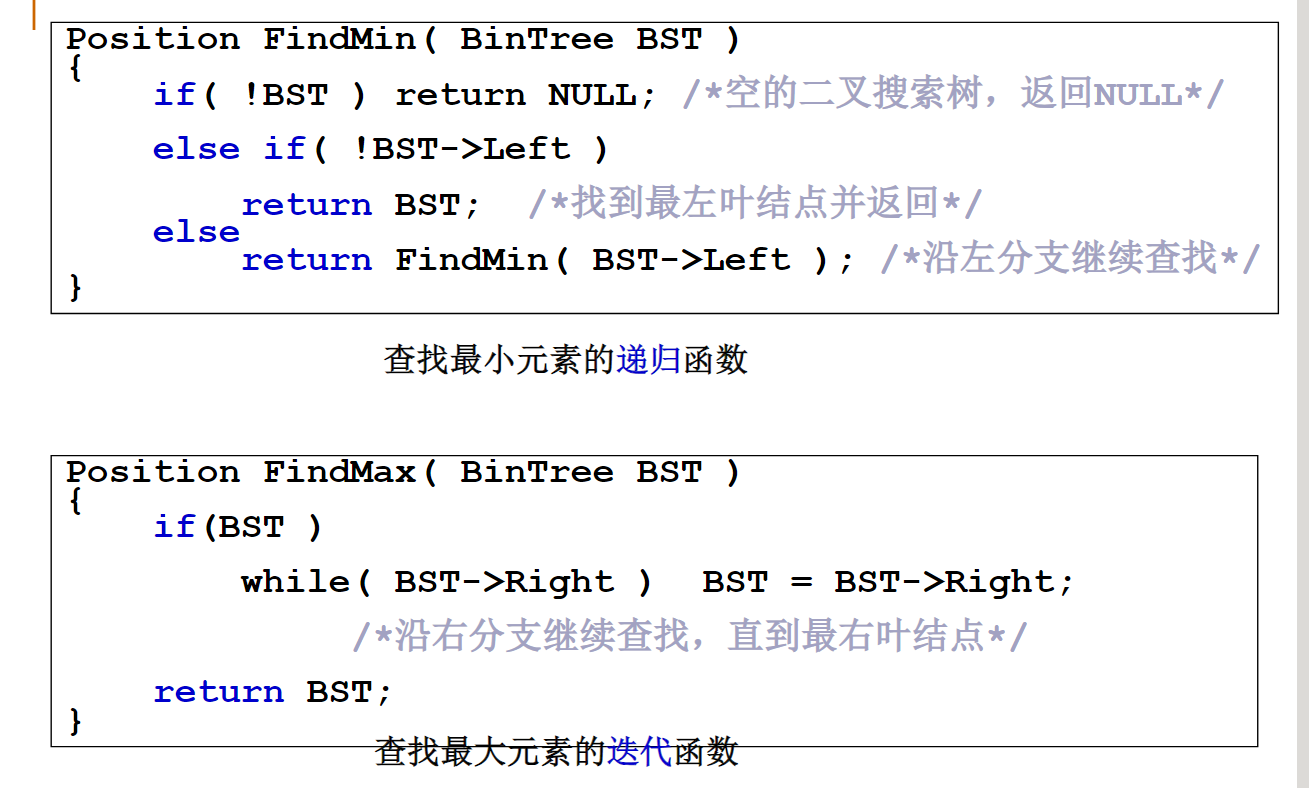 Position FindMin( BinTree BST )
{
if( !BST ) return NULL; /*空的二叉搜索树，返回NULL*/
else if( !BST->Left )
return BST; /*找到最左叶结点并返回*/
else
return FindMin( BST->Left ); /*沿左分支继续查找*/
}
查找最小元素的递归函数
Position FindMax( BinTree BST )
{
if(BST )
while( BST->Right ) BST = BST->Right;
/*沿右分支继续查找，直到最右叶结点*/
return BST;
}
查找最大元素的迭代函数